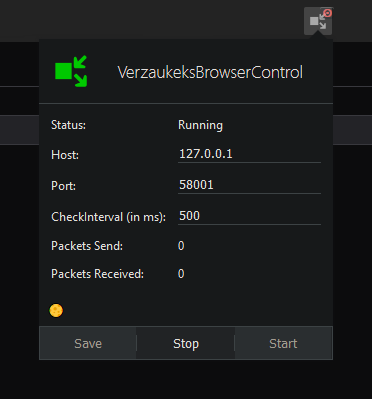 VerzaukeksBrowserControl
Status: Running
Host: 127.0.0.1
Port: 58001
CheckInterval (in ms): 500
Packets Send: 0
Packets Received: 0
Save Stop Start